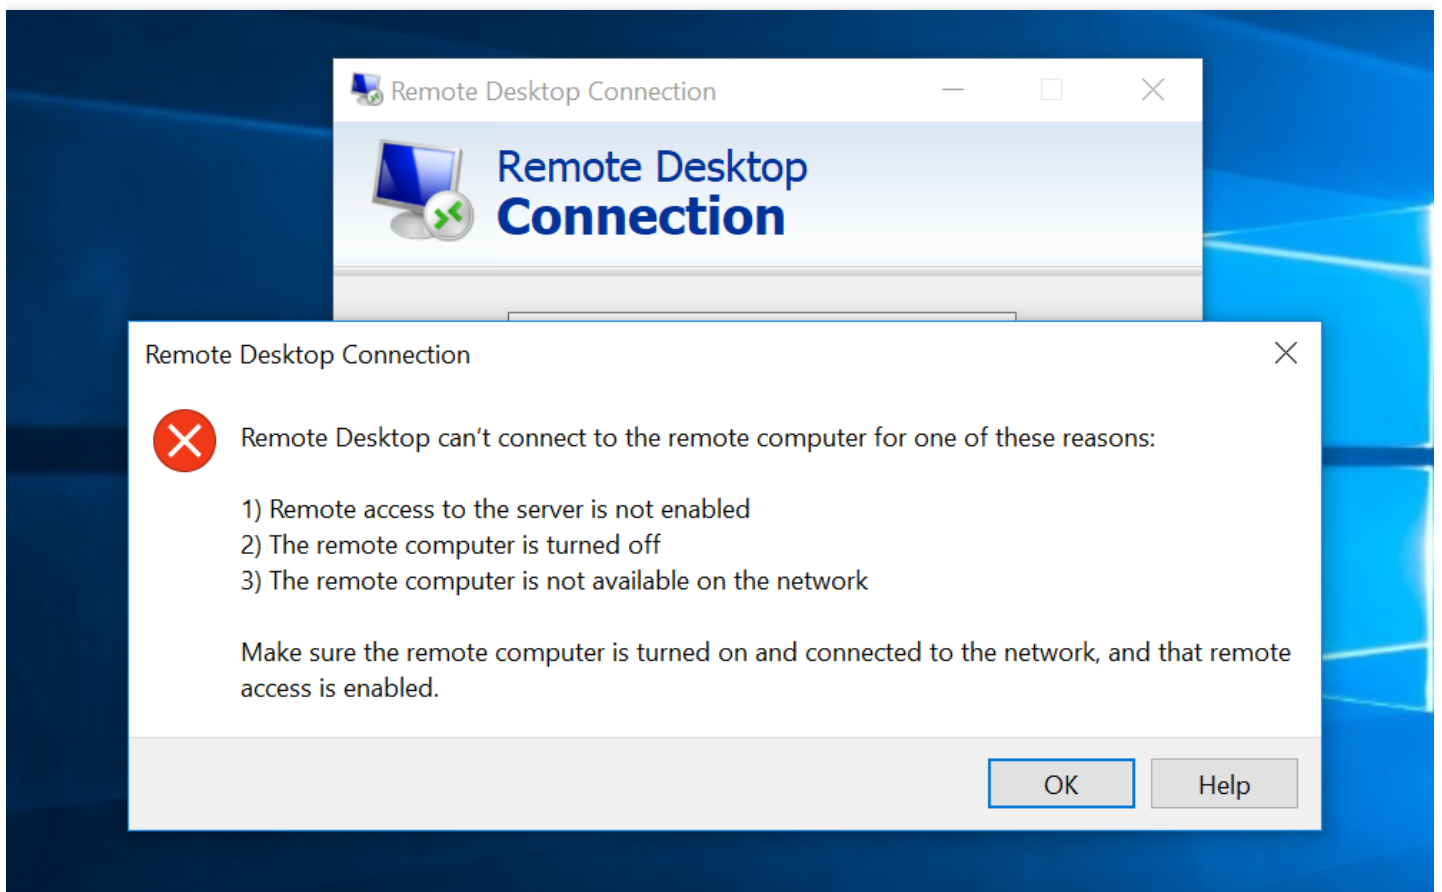 Remote Desktop Connection
Remote Desktop
Connection
Remote Desktop Connection
Remote Desktop can't connect to the remote computer for one of these reasons:
1) Remote access to the server is not enabled
2) The remote computer is turned off
3) The remote computer is not available on the network
Make sure the remote computer is turned on and connected to the network, and that remote
access is enabled.
OK
Help